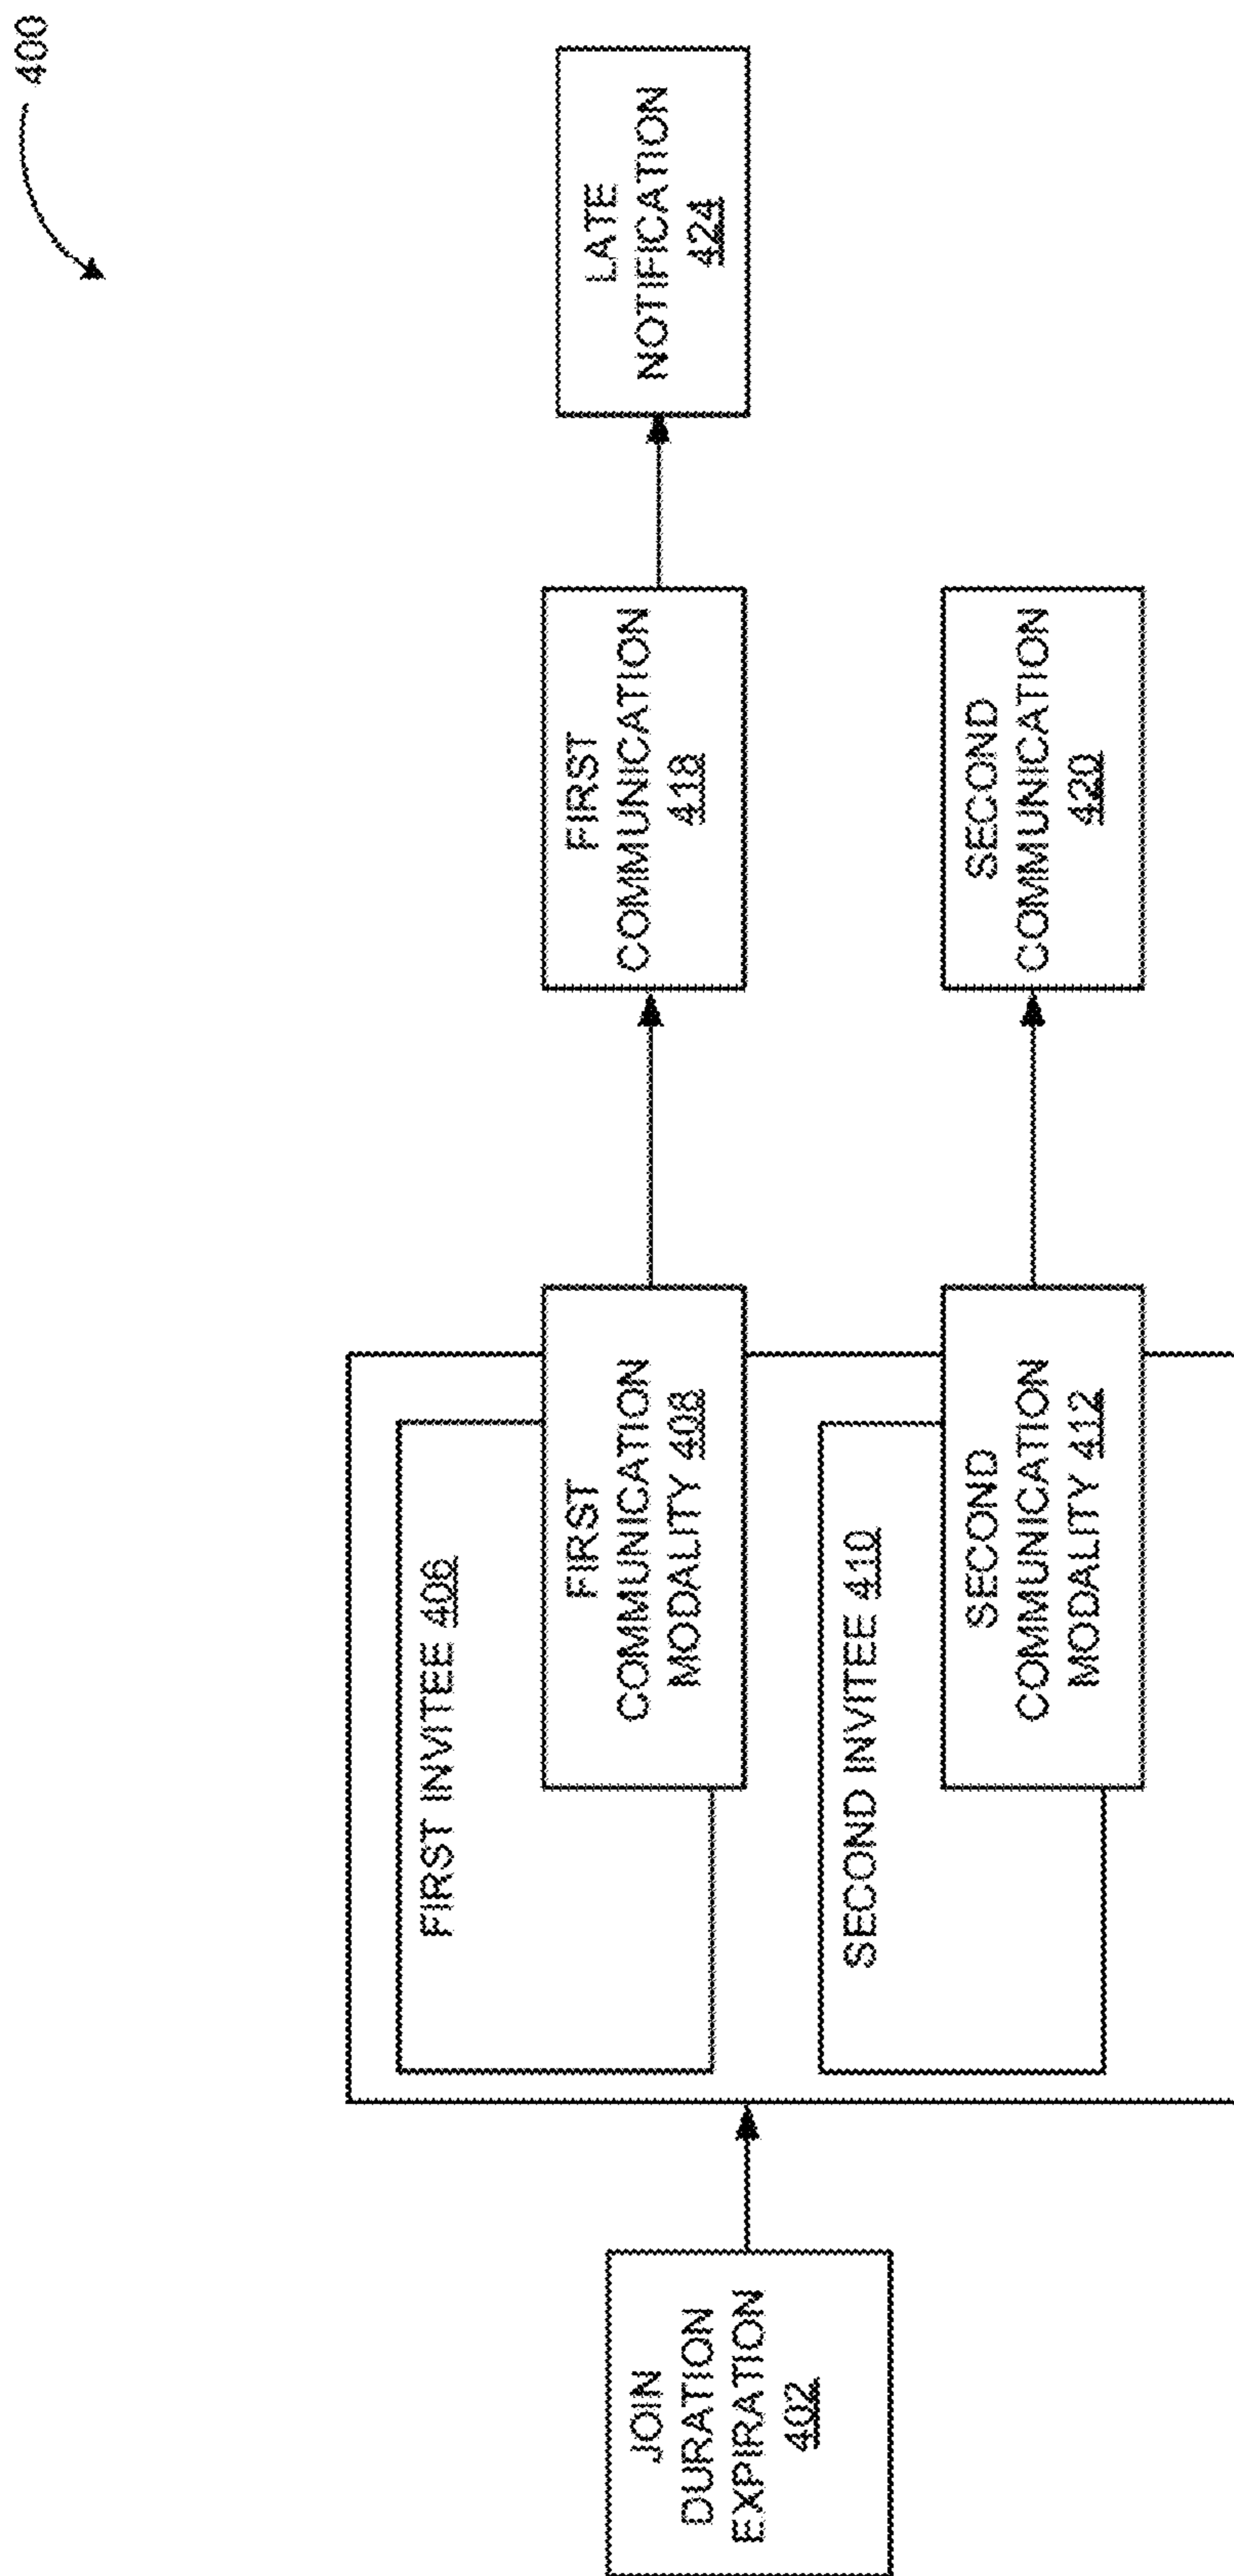 400
JOIN
DURATION
EXPIRATION
402
FIRST INVITEE 406
FIRST
COMMUNICATION
MODALITY 408
SECOND INVITEE 410
SECOND
COMMUNICATION
MODALITY 412
FIRST
COMMUNICATION
418
SECOND
COMMUNICATION
420
LATE
NOTIFICATION
424